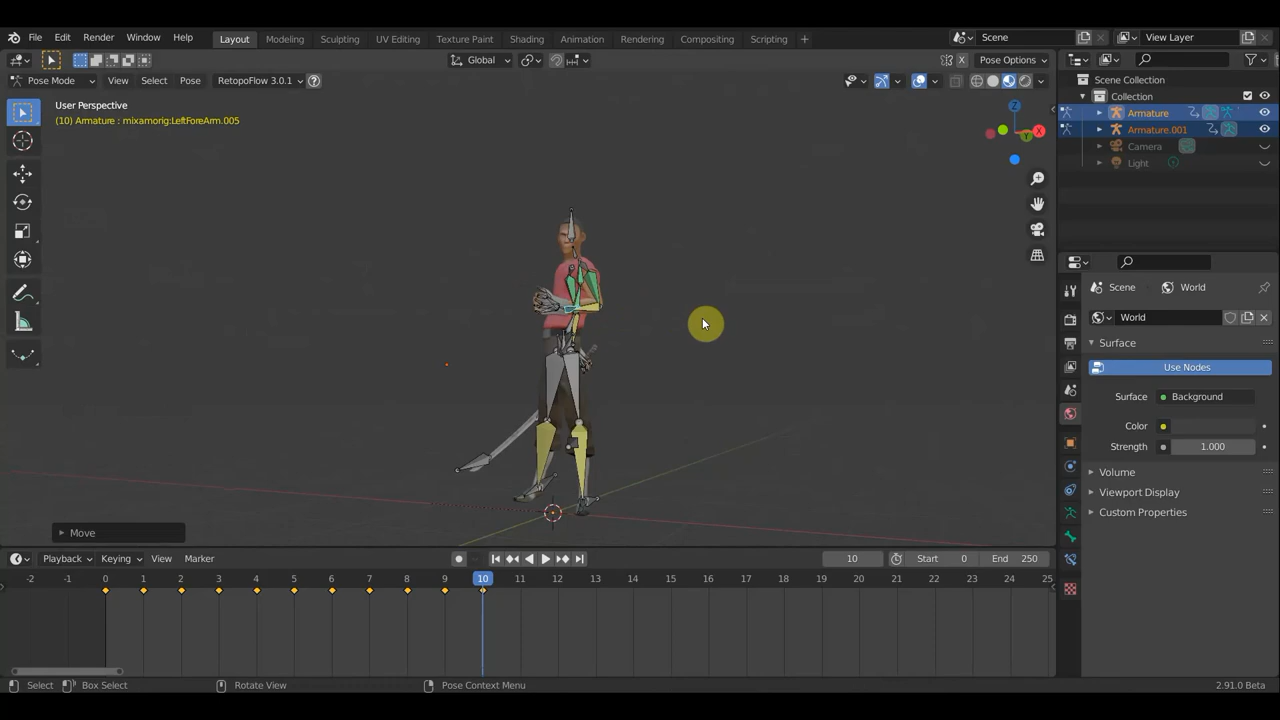 File Edit Render Window Help Layout Modeling Sculpting UV Editing Texture Paint Shading Animation Rendering Compositing Scripting + Scene View Layer
Global Pose Options
Pose Mode View Select Pose RetopoFlow 3.0.1 ?
Scene Collection
Collection
Armature
Armature.001
Camera
Light
User Perspective
(10) Armature : mixamorig:LeftForeArm.005
Z
X
Y
Scene World
World
Surface
Use Nodes
Surface Background
Color
Strength 1.000
Volume
Viewport Display
Custom Properties
Move
Playback Keying View Marker 10 Start 0 End 250
-2 -1 0 1 2 3 4 5 6 7 8 9 10 11 12 13 14 15 16 17 18 19 20 21 22 23 24 25
Select Box Select Rotate View Pose Context Menu 2.91.0 Beta